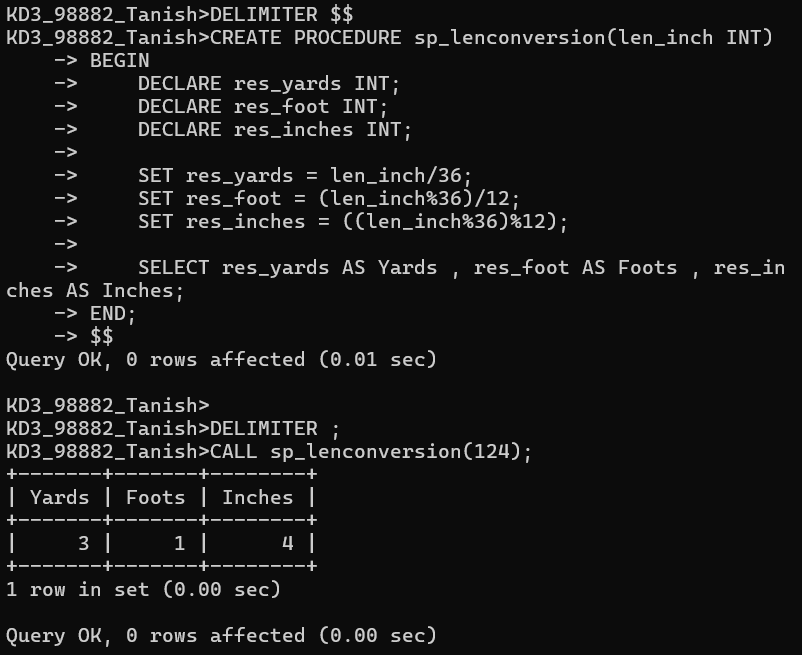 KD3_98882_Tanish>DELIMITER $$
KD3_98882_Tanish>CREATE PROCEDURE sp_lenconversion(len_inch INT)
    -> BEGIN
    ->     DECLARE res_yards INT;
    ->     DECLARE res_foot INT;
    ->     DECLARE res_inches INT;
    ->
    ->     SET res_yards = len_inch/36;
    ->     SET res_foot = (len_inch%36)/12;
    ->     SET res_inches = ((len_inch%36)%12);
    ->
    ->     SELECT res_yards AS Yards , res_foot AS Foots , res_in
ches AS Inches;
    -> END;
    -> $$
Query OK, 0 rows affected (0.01 sec)

KD3_98882_Tanish>
KD3_98882_Tanish>DELIMITER ;
KD3_98882_Tanish>CALL sp_lenconversion(124);
+-------+-------+--------+
| Yards | Foots | Inches |
+-------+-------+--------+
|     3 |     1 |      4 |
+-------+-------+--------+
1 row in set (0.00 sec)

Query OK, 0 rows affected (0.00 sec)